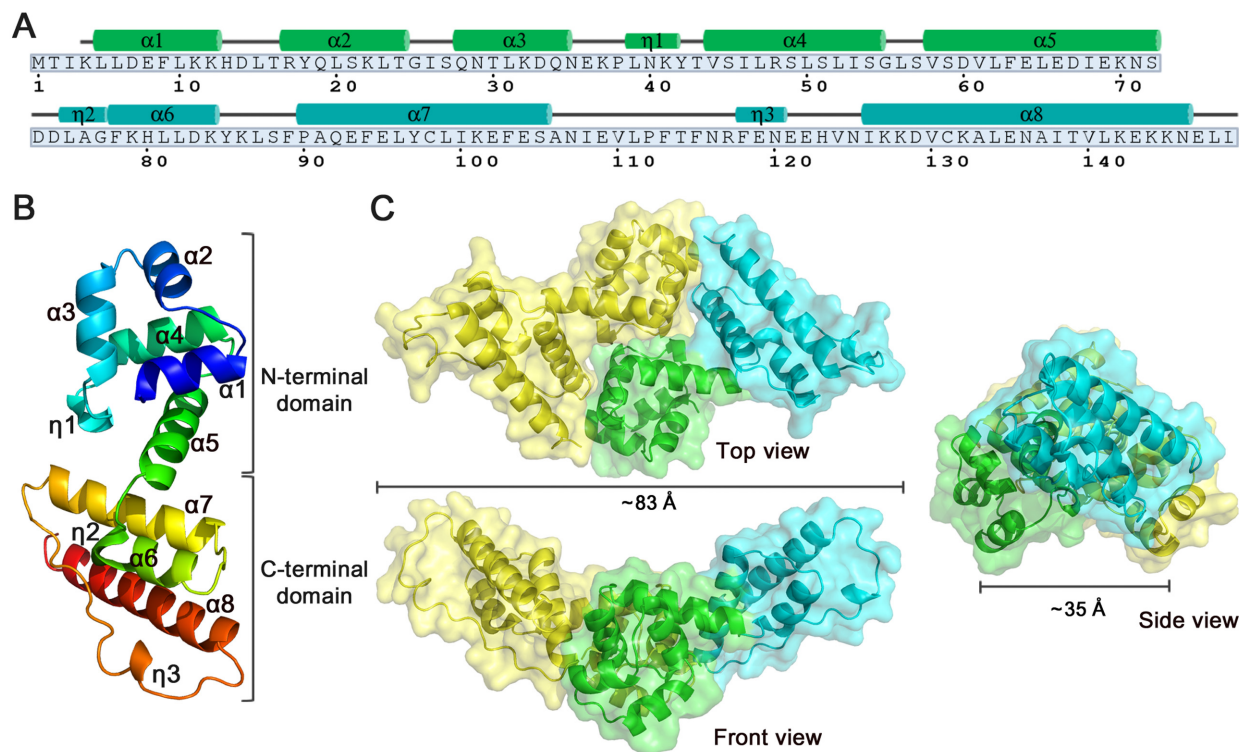 A
α1 α2 α3 η1 α4 α5
MTIKLLDEFLKKHDLTRYQLSKLTGISQNTLKDQNEKPLNKYTVSILRSLSLISGLSVSDVLFELEDIEKNS
1 10 20 30 40 50 60 70
η2 α6 α7 η3 α8
DDLAGFKHLLDKYKLSFPAQEFELYCLIKEFESANIEVLPFTFNRFENEEHVNIKKDVCKALENAITVLKEKKNELLI
80 90 100 110 120 130 140
B
α2
α3
α4
α1
η1
α5
N-terminal
domain
α7
η2
α6
α8
η3
C-terminal
domain
C
Top view
~83 Å
Front view
~35 Å
Side view